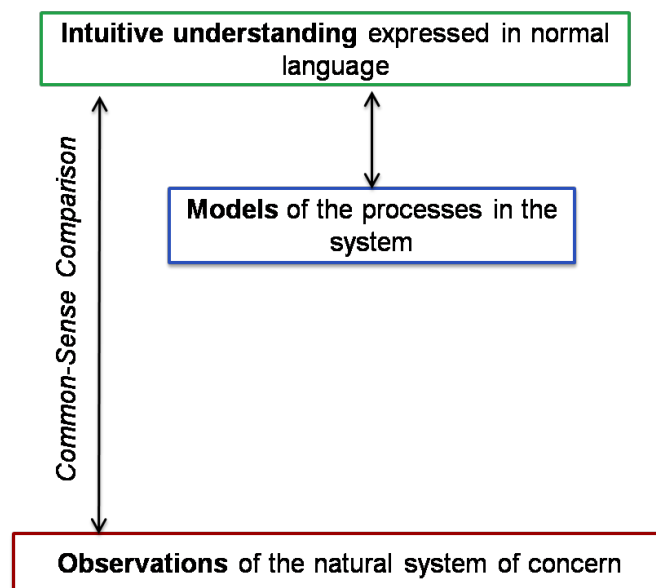 Intuitive understanding expressed in normal
language
Common-Sense Comparison
Models of the processes in the
system
Observations of the natural system of concern